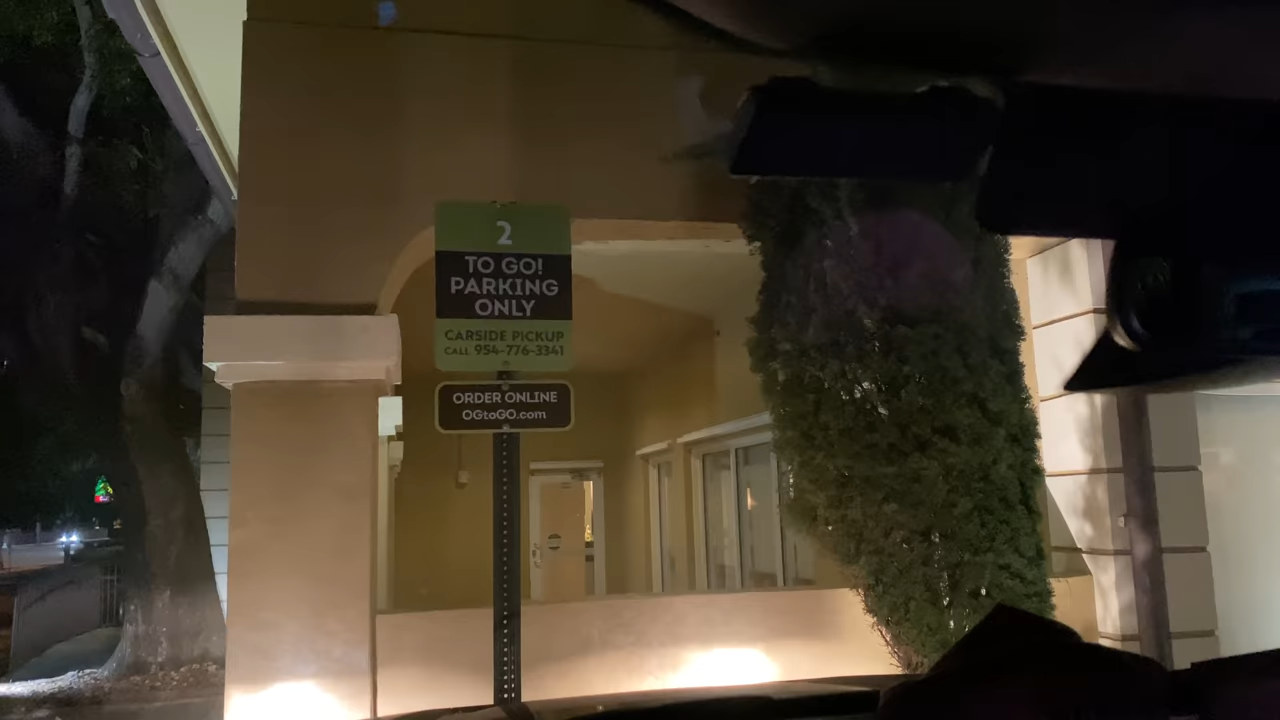 2
TO GO!
PARKING
ONLY
CARSIDE PICKUP
CALL 954-776-3341
ORDER ONLINE
OGtoGO.com